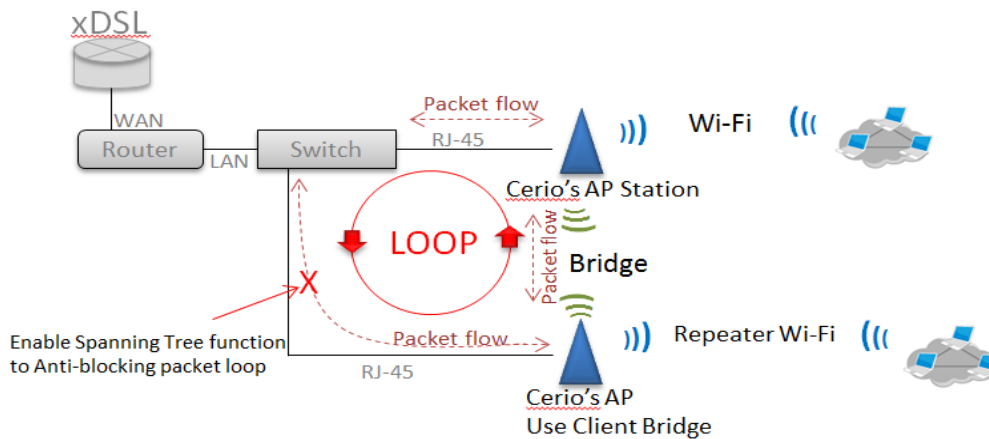 xDSL
WAN
Router
LAN
Switch
Packet flow
RJ-45
Wi-Fi
Cerio's AP Station
LOOP
Packet flow
Bridge
X
Enable Spanning Tree function
to Anti-blocking packet loop
Packet flow
RJ-45
Repeater Wi-Fi
Cerio's AP
Use Client Bridge